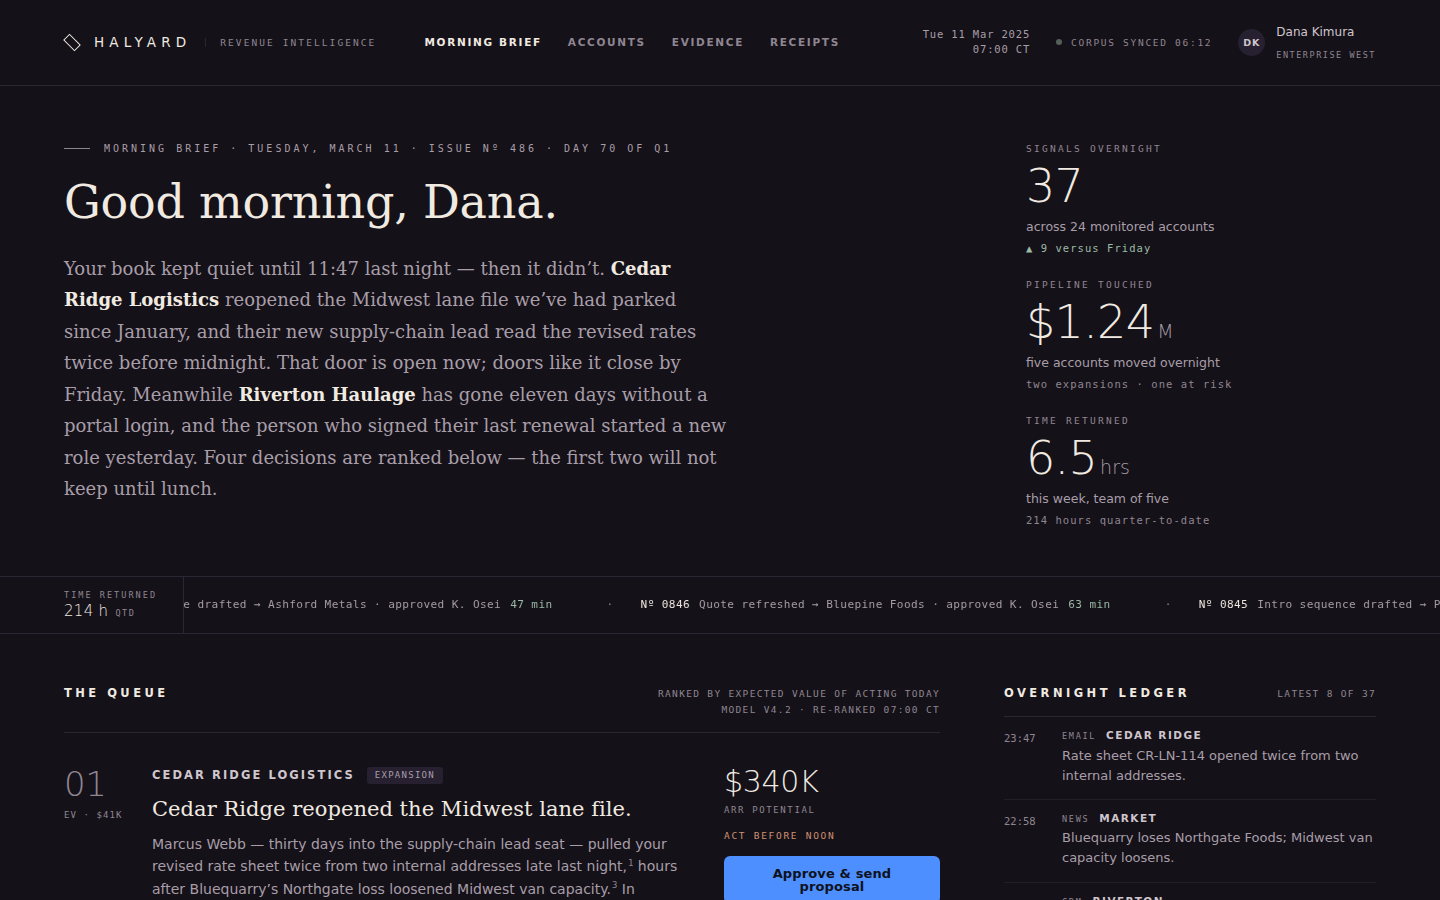 HALYARD
REVENUE INTELLIGENCE
MORNING BRIEF
ACCOUNTS
EVIDENCE
RECEIPTS
Tue 11 Mar 2025
07:00 CT
CORPUS SYNCED 06:12
DK
Dana Kimura
ENTERPRISE WEST
MORNING BRIEF · TUESDAY, MARCH 11 · ISSUE Nº 486 · DAY 70 OF Q1
Good morning, Dana.
Your book kept quiet until 11:47 last night — then it didn’t. Cedar
Ridge Logistics reopened the Midwest lane file we’ve had parked
since January, and their new supply-chain lead read the revised rates
twice before midnight. That door is open now; doors like it close by
Friday. Meanwhile Riverton Haulage has gone eleven days without a
portal login, and the person who signed their last renewal started a new
role yesterday. Four decisions are ranked below — the first two will not
keep until lunch.
SIGNALS OVERNIGHT
37
across 24 monitored accounts
▲ 9 versus Friday
PIPELINE TOUCHED
$1.24 M
five accounts moved overnight
two expansions · one at risk
TIME RETURNED
6.5 hrs
this week, team of five
214 hours quarter-to-date
TIME RETURNED
214 h QTD
e drafted → Ashford Metals · approved K. Osei 47 min · Nº 0846 Quote refreshed → Bluepine Foods · approved K. Osei 63 min · Nº 0845 Intro sequence drafted → P
THE QUEUE
RANKED BY EXPECTED VALUE OF ACTING TODAY
MODEL V4.2 · RE-RANKED 07:00 CT
01
EV · $41K
CEDAR RIDGE LOGISTICS
EXPANSION
Cedar Ridge reopened the Midwest lane file.
Marcus Webb — thirty days into the supply-chain lead seat — pulled your
revised rate sheet twice from two internal addresses late last night,1 hours
after Bluequarry’s Northgate loss loosened Midwest van capacity.3 In
$340K
ARR POTENTIAL
ACT BEFORE NOON
Approve & send
proposal
OVERNIGHT LEDGER
LATEST 8 OF 37
23:47
EMAIL CEDAR RIDGE
Rate sheet CR-LN-114 opened twice from two
internal addresses.
22:58
NEWS MARKET
Bluequarry loses Northgate Foods; Midwest van
capacity loosens.
RIVERTON